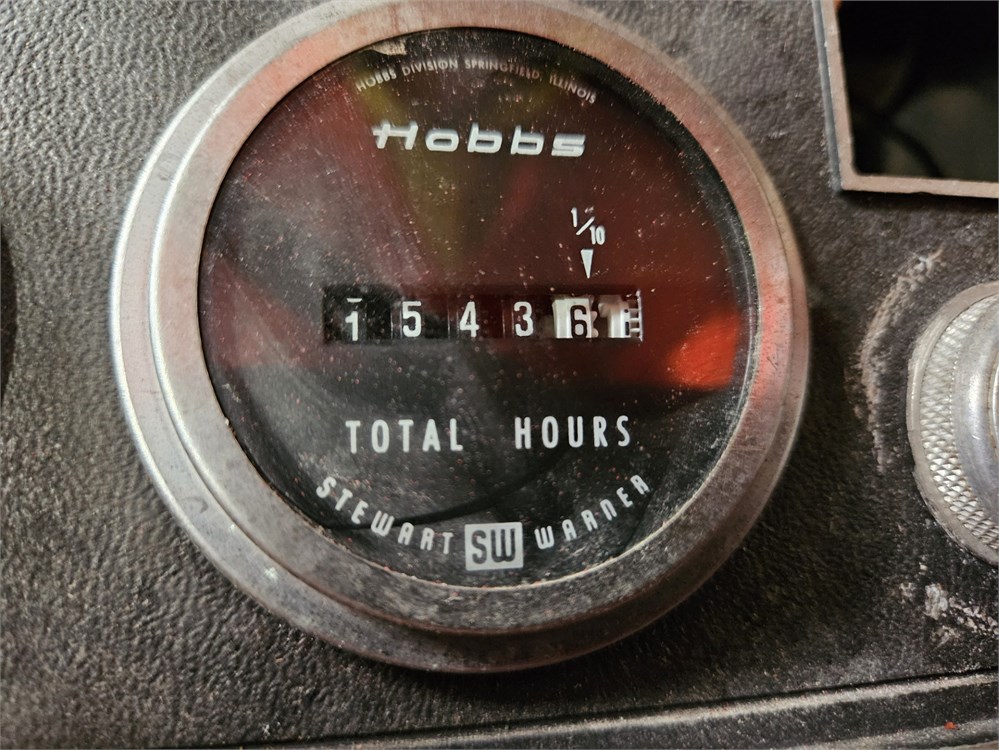 HOBBS DIVISION SPRINGFIELD, ILLINOIS
Hobbs
1/10
1 5 4 3 6
TOTAL HOURS
STEWART SW WARNER